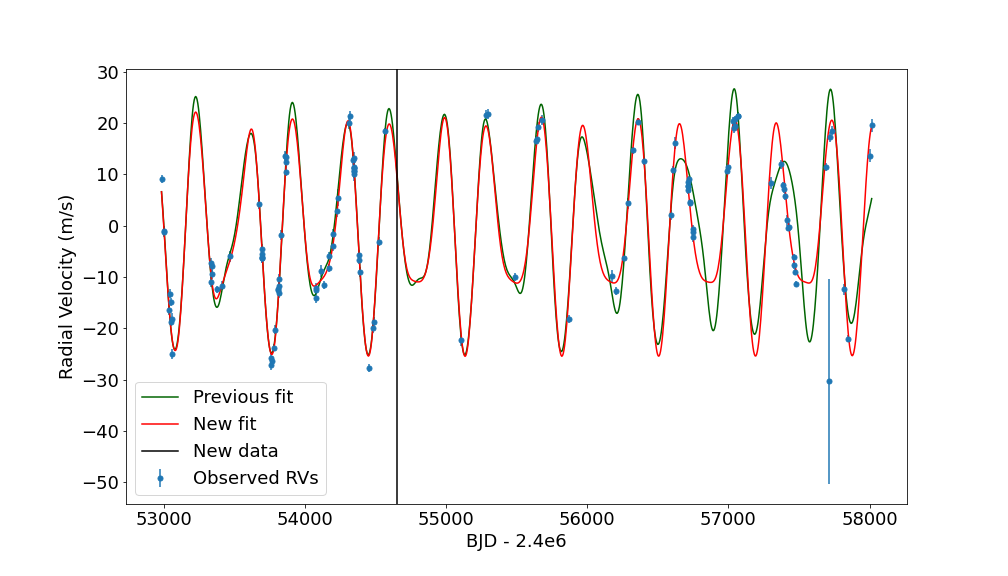 30
20
10
0
−10
−20
−30
−40
−50
Radial Velocity (m/s)
Previous fit
New fit
New data
Observed RVs
53000 54000 55000 56000 57000 58000
BJD - 2.4e6